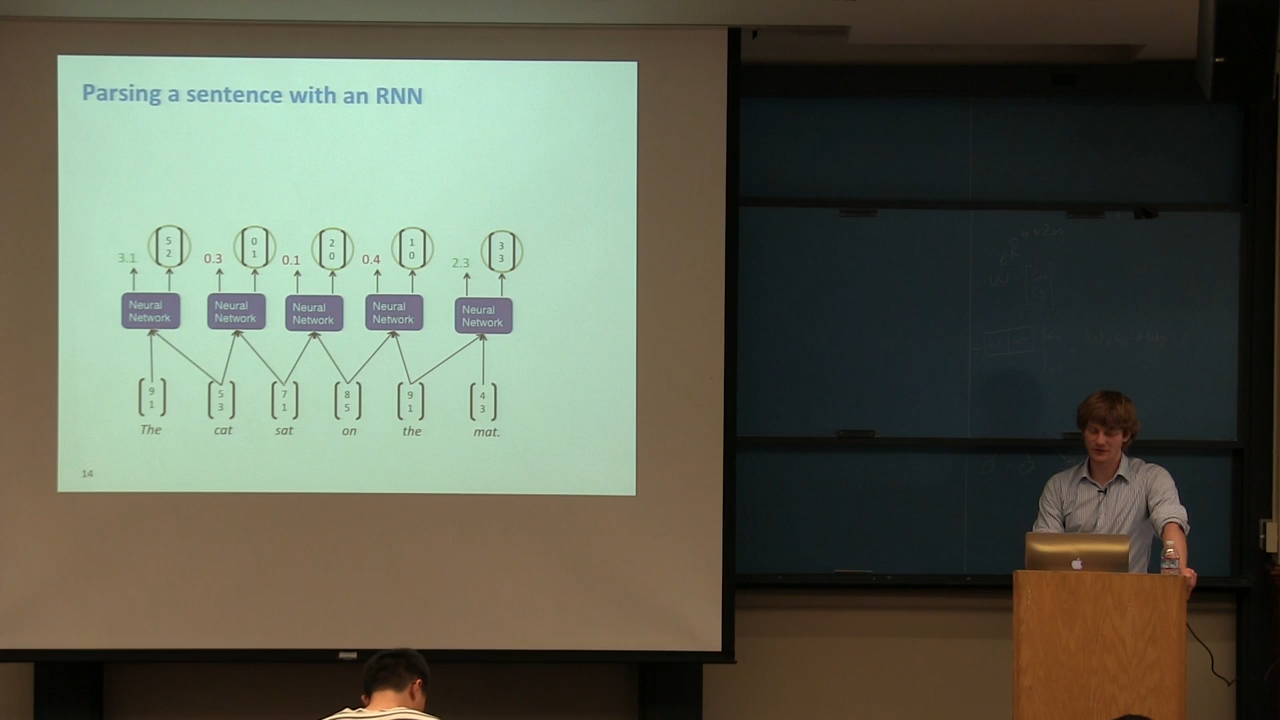 Parsing a sentence with an RNN
5 0 2 1 3
3.1 2 0.3 1 0.1 0 0.4 0 2.3 3
Neural Neural Neural Neural Neural
Network Network Network Network Network
9 5 7 8 9 4
1 3 1 5 1 3
The cat sat on the mat.
14